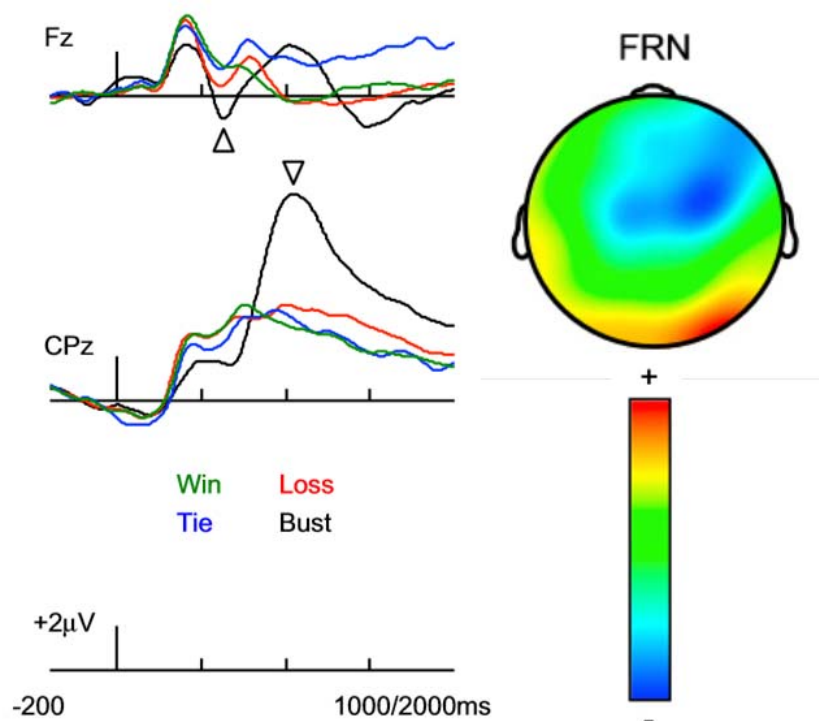 Fz
FRN
CPz
+
Win Loss
Tie Bust
+2µV
-200 1000/2000ms
-